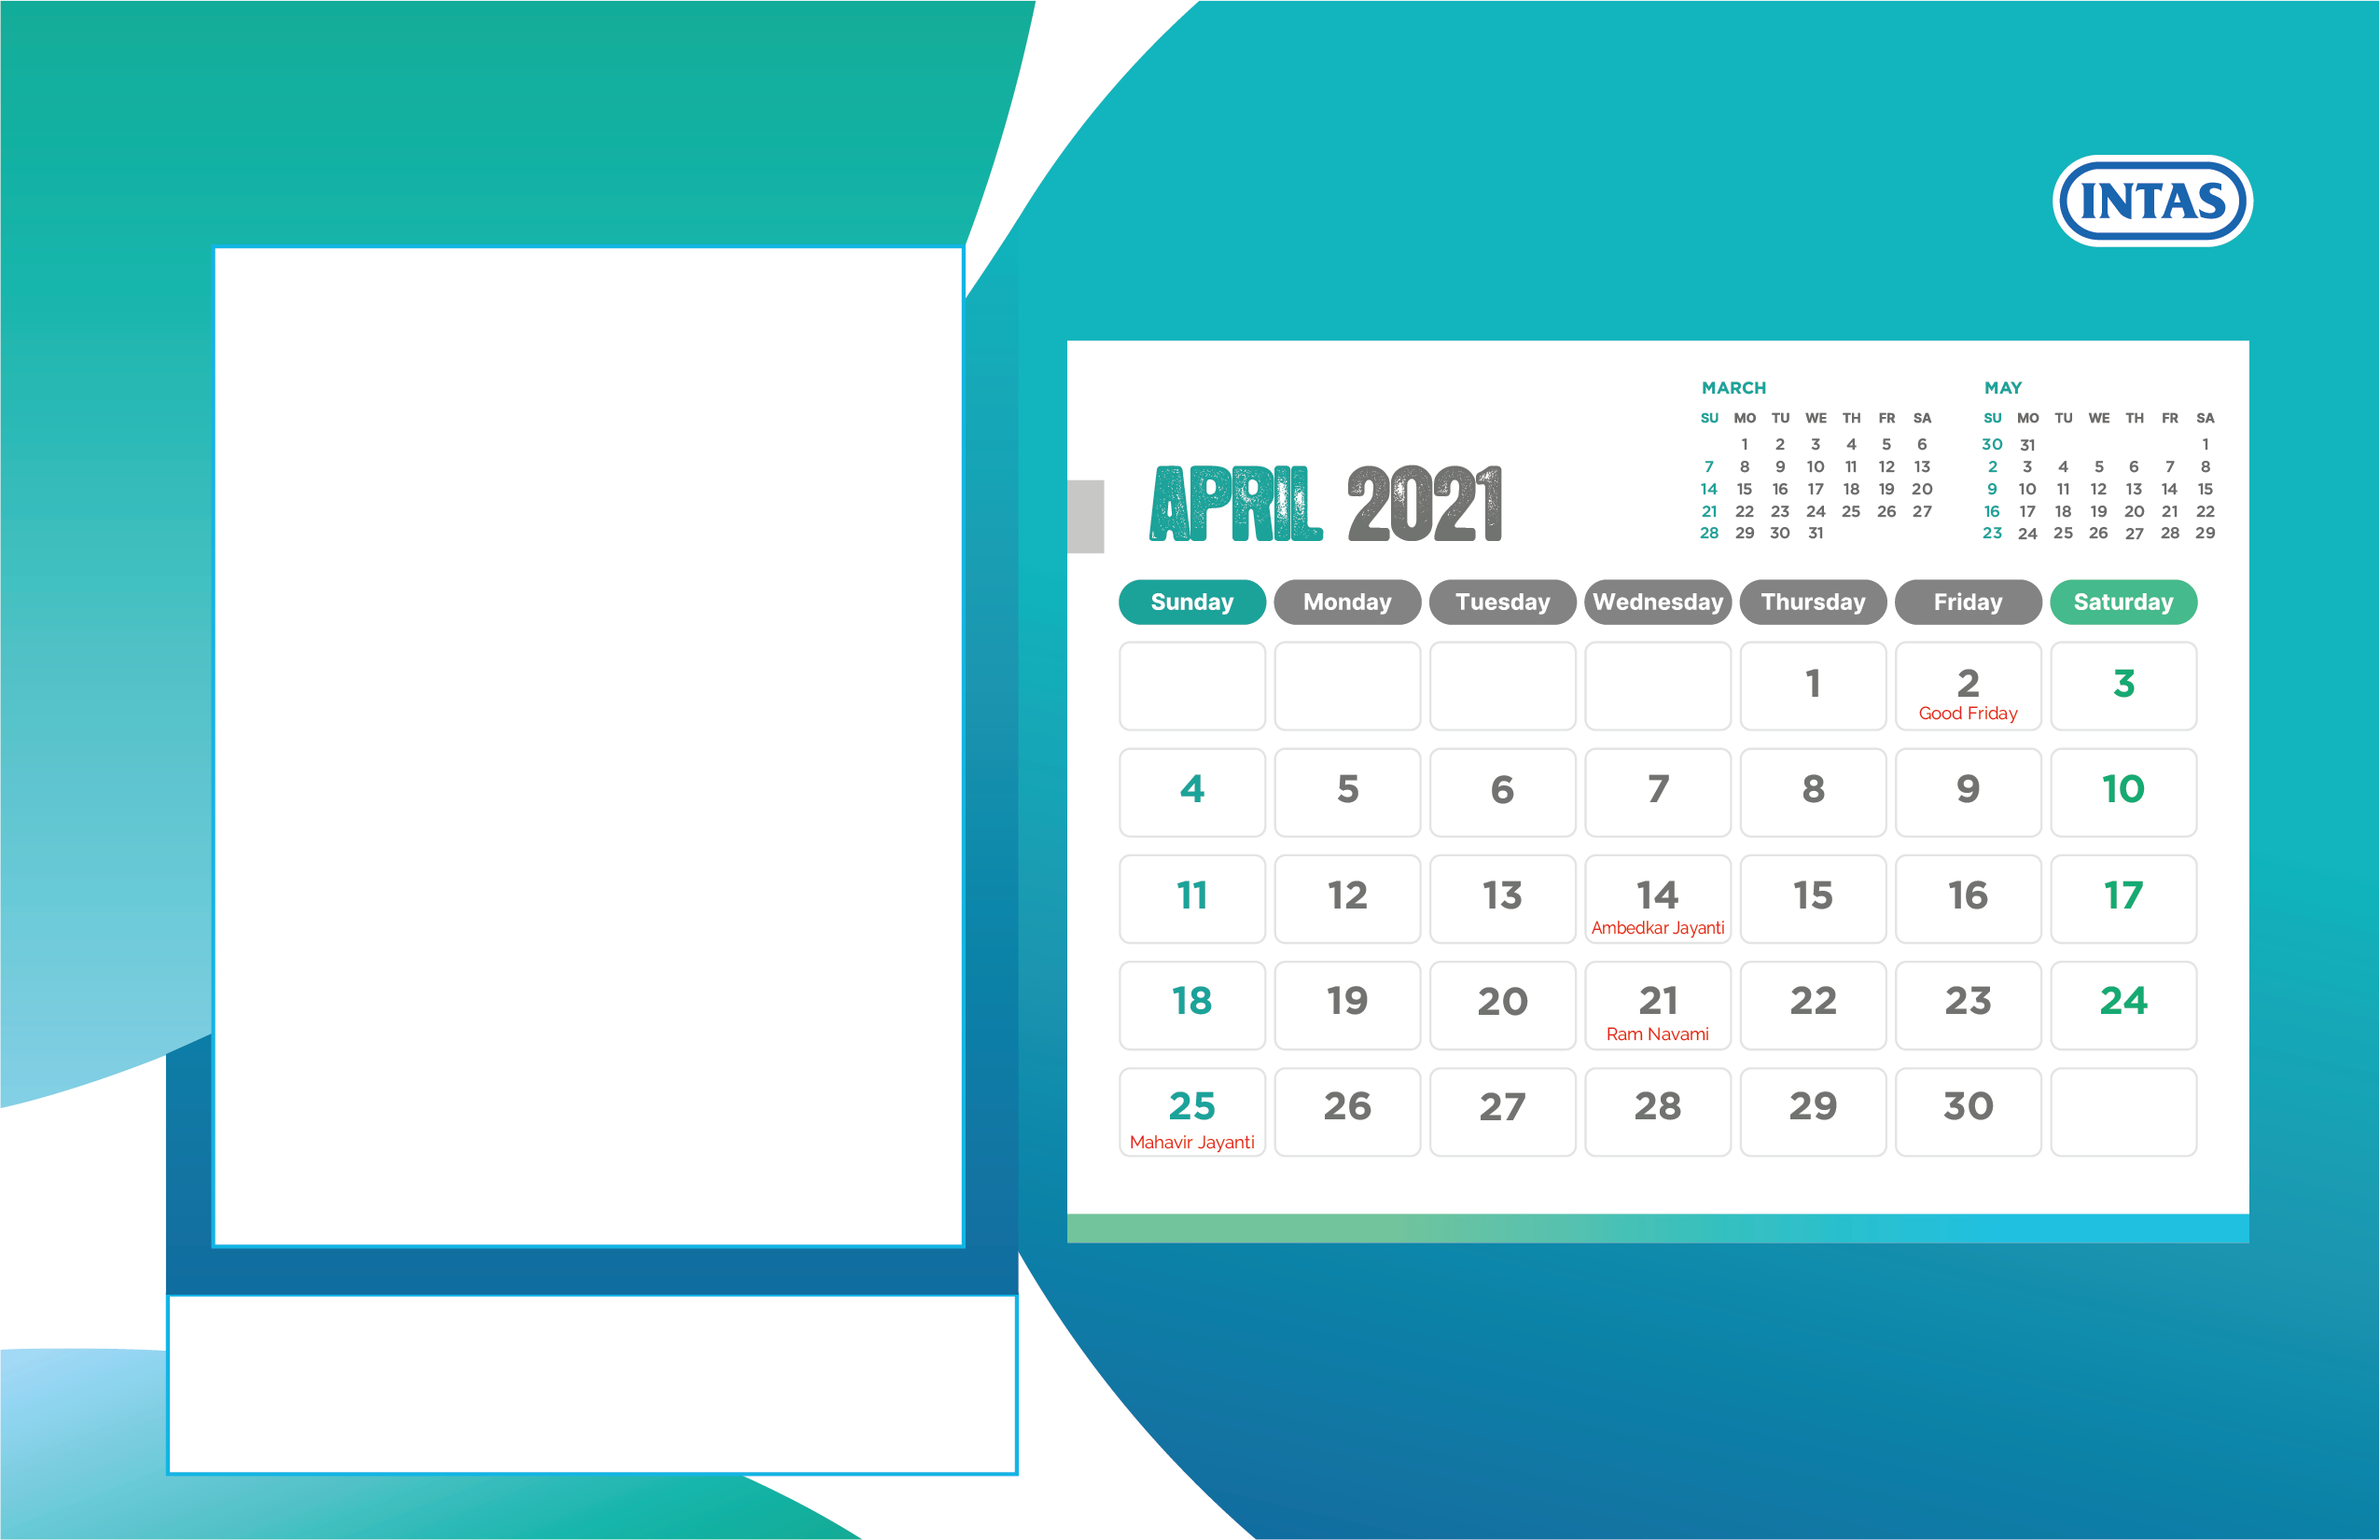 INTAS
MARCH
SU MO TU WE TH FR SA
1 2 3 4 5 6
7 8 9 10 11 12 13
14 15 16 17 18 19 20
21 22 23 24 25 26 27
28 29 30 31
MAY
SU MO TU WE TH FR SA
30 31 1
2 3 4 5 6 7 8
9 10 11 12 13 14 15
16 17 18 19 20 21 22
23 24 25 26 27 28 29
APRIL 2021
Sunday Monday Tuesday Wednesday Thursday Friday Saturday
1 2 3
Good Friday
4 5 6 7 8 9 10
11 12 13 14 15 16 17
Ambedkar Jayanti
18 19 20 21 22 23 24
Ram Navami
25 26 27 28 29 30
Mahavir Jayanti